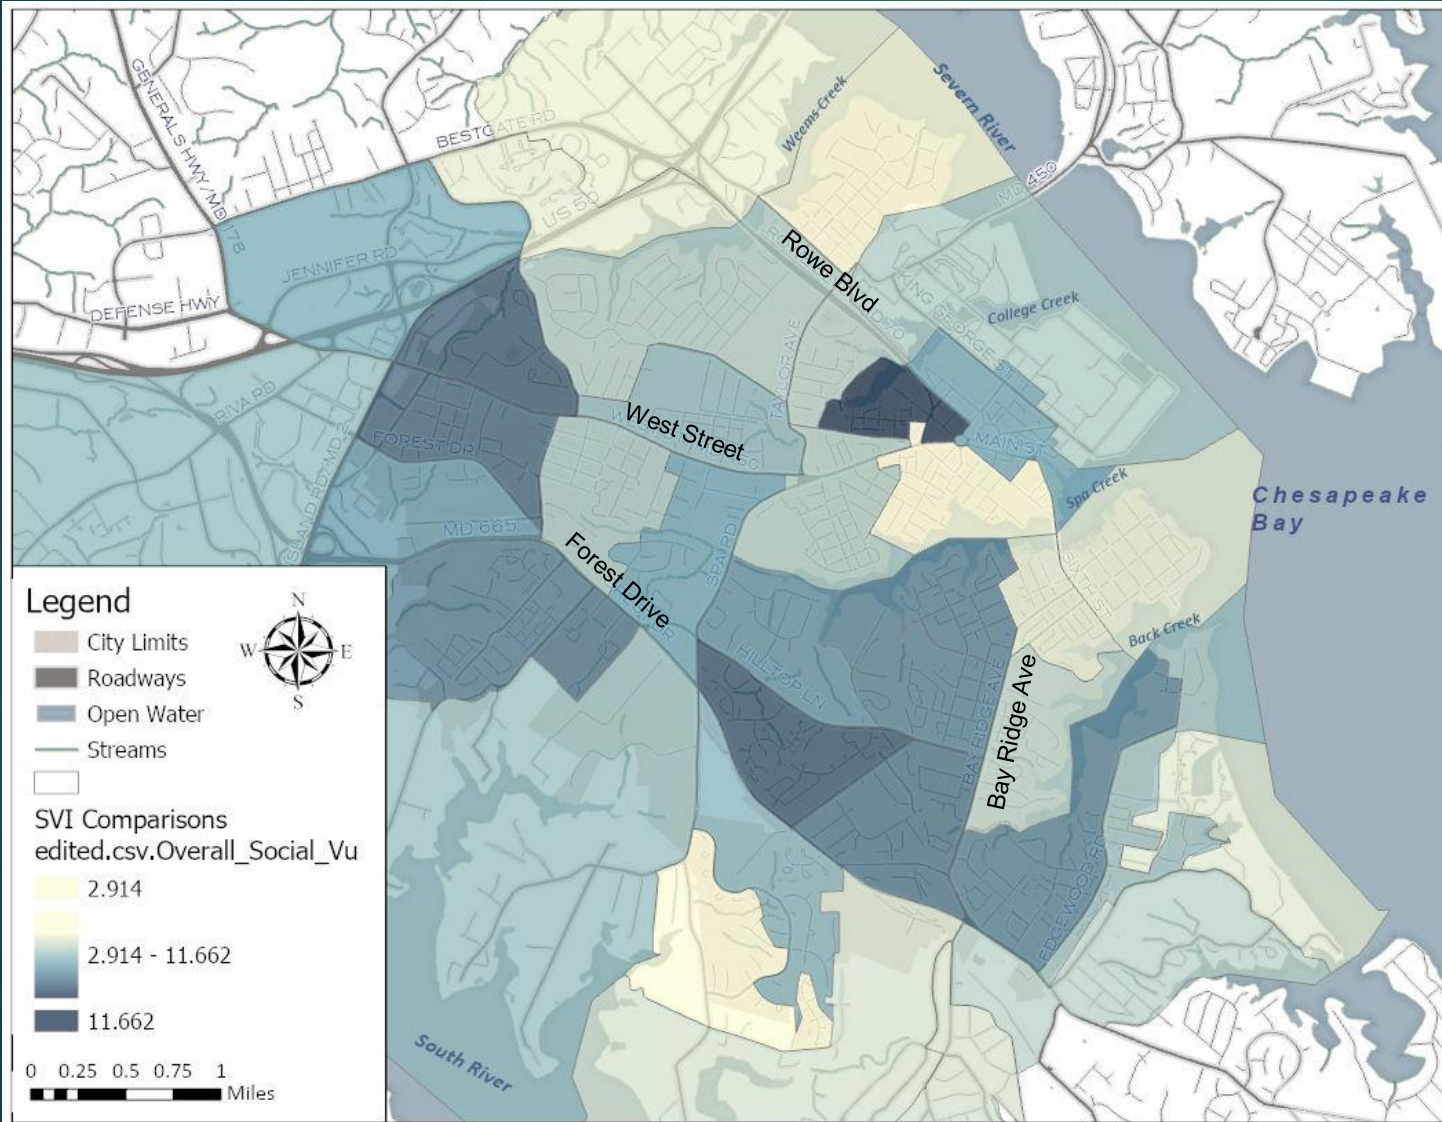 GENERALS HWY/MD 178
BESTGATE RD
Weems Creek
Severn River
MD 450
US 50
JENNIFER RD
DEFENSE HWY
Rowe Blvd
KING GEORGE ST
College Creek
RIVA RD
TAYLOR AVE
West Street
FOREST DR
MAIN ST
Spa Creek
Chesapeake
Bay
MD 665
Forest Drive
SPA RD
SIXTH ST
Back Creek
HILLTOP LN
BAY RIDGE AVE
Bay Ridge Ave
EDGEWOOD RD
South River
Legend
N
W E
S
City Limits
Roadways
Open Water
Streams
SVI Comparisons
edited.csv.Overall_Social_Vu
2.914
2.914 - 11.662
11.662
0 0.25 0.5 0.75 1
Miles